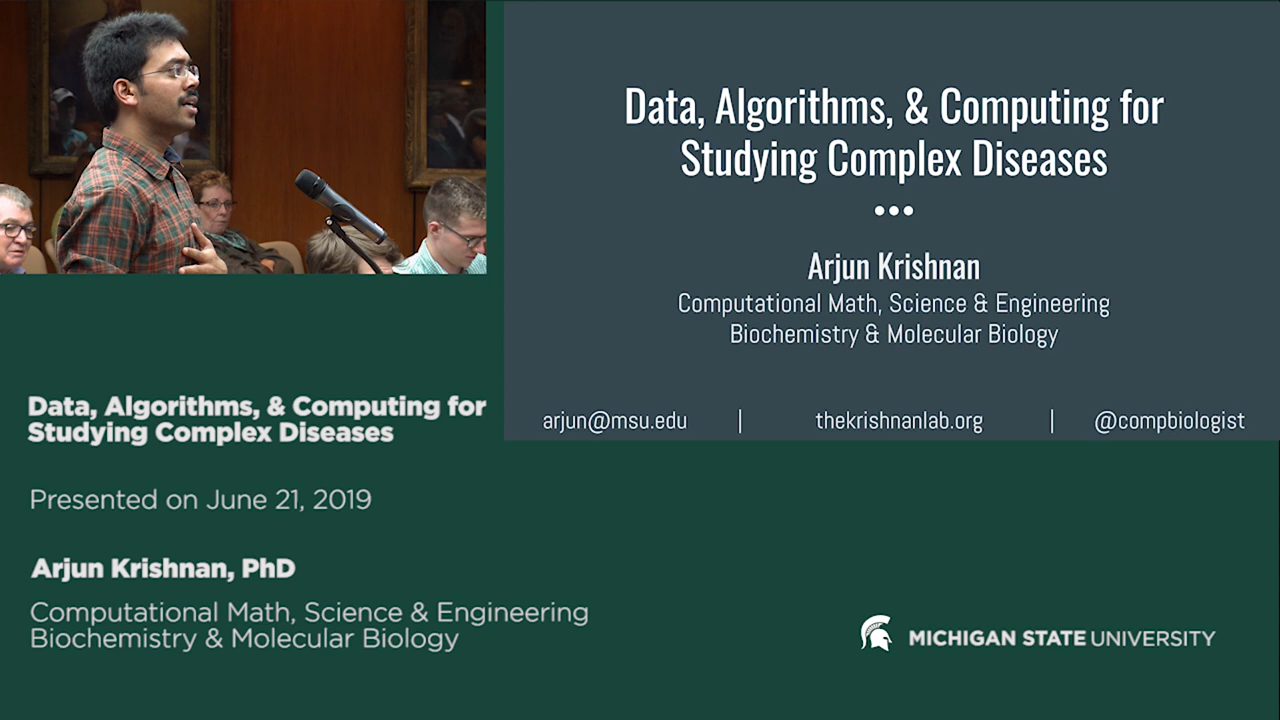 Data, Algorithms, & Computing for
Studying Complex Diseases
Arjun Krishnan
Computational Math, Science & Engineering
Biochemistry & Molecular Biology
arjun@msu.edu | thekrishnanlab.org | @compbiologist
Data, Algorithms, & Computing for
Studying Complex Diseases
Presented on June 21, 2019
Arjun Krishnan, PhD
Computational Math, Science & Engineering
Biochemistry & Molecular Biology
MICHIGAN STATE UNIVERSITY